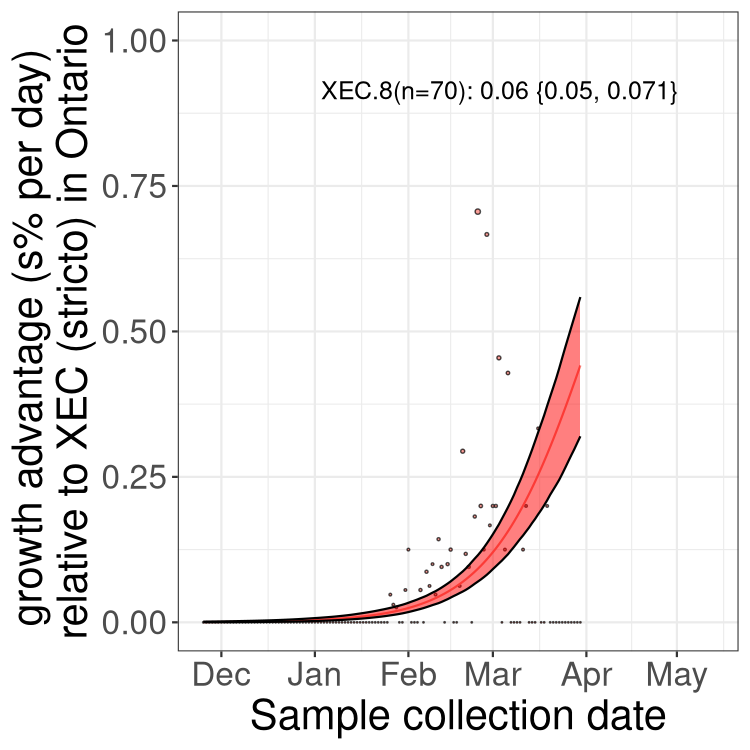 growth advantage (s% per day)
relative to XEC (stricto) in Ontario
1.00
0.75
0.50
0.25
0.00
XEC.8(n=70): 0.06 {0.05, 0.071}
Dec Jan Feb Mar Apr May
Sample collection date